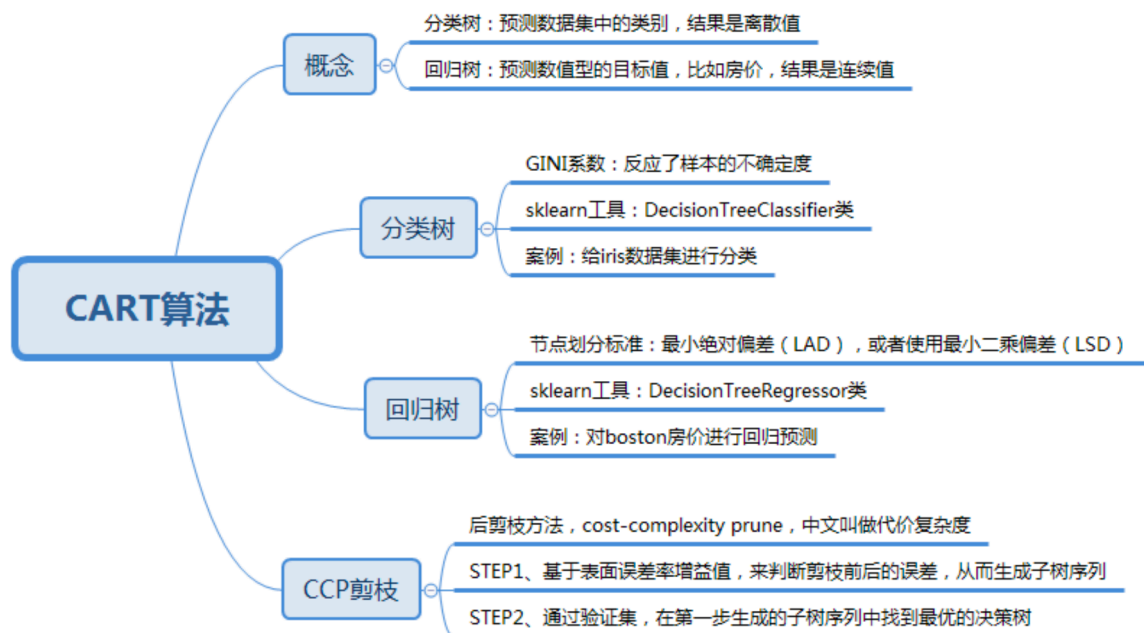 CART算法
概念
分类树：预测数据集中的类别，结果是离散值
回归树：预测数值型的目标值，比如房价，结果是连续值
分类树
GINI系数：反应了样本的不确定度
sklearn工具：DecisionTreeClassifier类
案例：给iris数据集进行分类
回归树
节点划分标准：最小绝对偏差（LAD），或者使用最小二乘偏差（LSD）
sklearn工具：DecisionTreeRegressor类
案例：对boston房价进行回归预测
CCP剪枝
后剪枝方法，cost-complexity prune，中文叫做代价复杂度
STEP1、基于表面误差率增益值，来判断剪枝前后的误差，从而生成子树序列
STEP2、通过验证集，在第一步生成的子树序列中找到最优的决策树